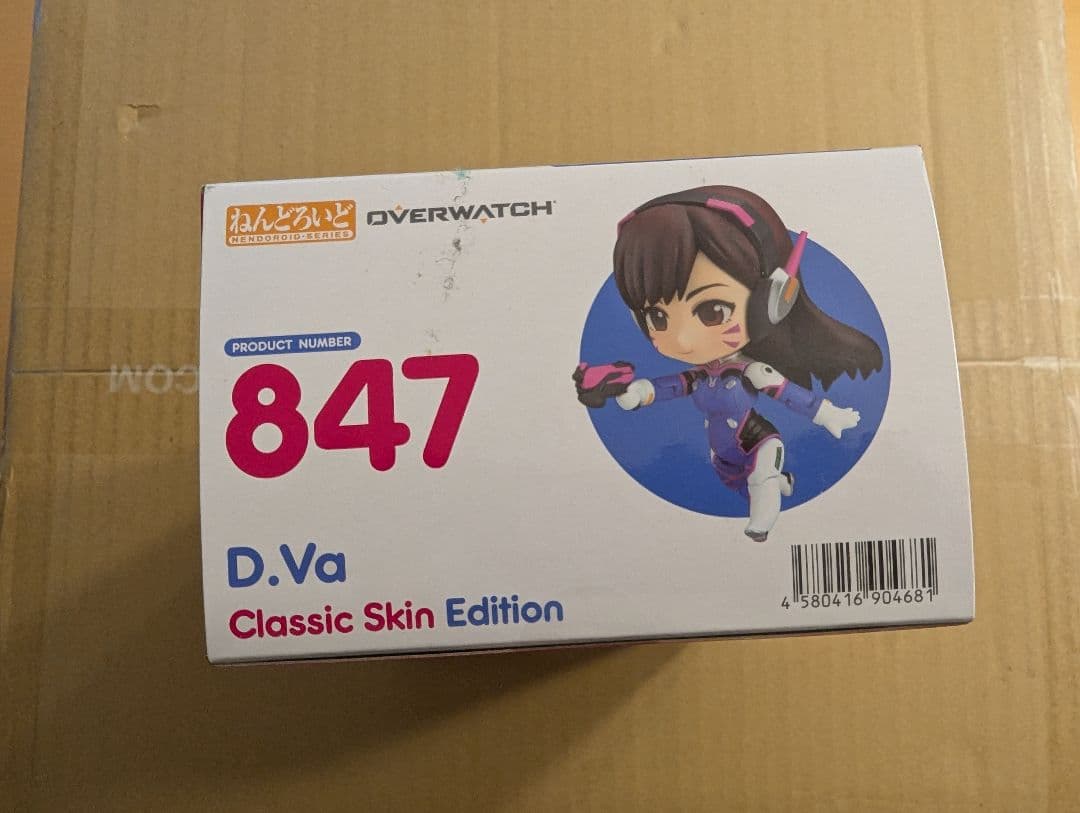 ねんどろいど
NENDOROID-SERIES
OVERWATCH
PRODUCT NUMBER
847
D.Va
Classic Skin Edition
4 580416 904681
.COM